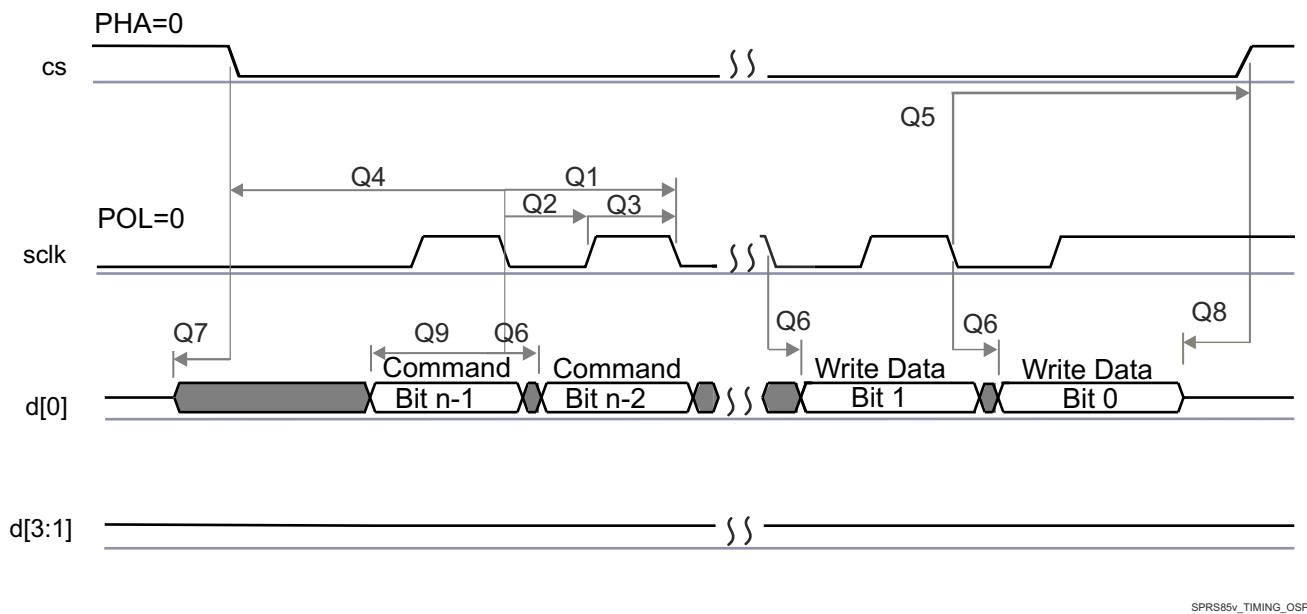 PHA=0
cs
Q5
Q4 Q1
Q2 Q3
POL=0
sclk
Q7 Q9 Q6 Q6 Q6 Q8
Command Command Write Data Write Data
d[0] Bit n-1 Bit n-2 Bit 1 Bit 0
d[3:1]
SPRS85v_TIMING_OSP